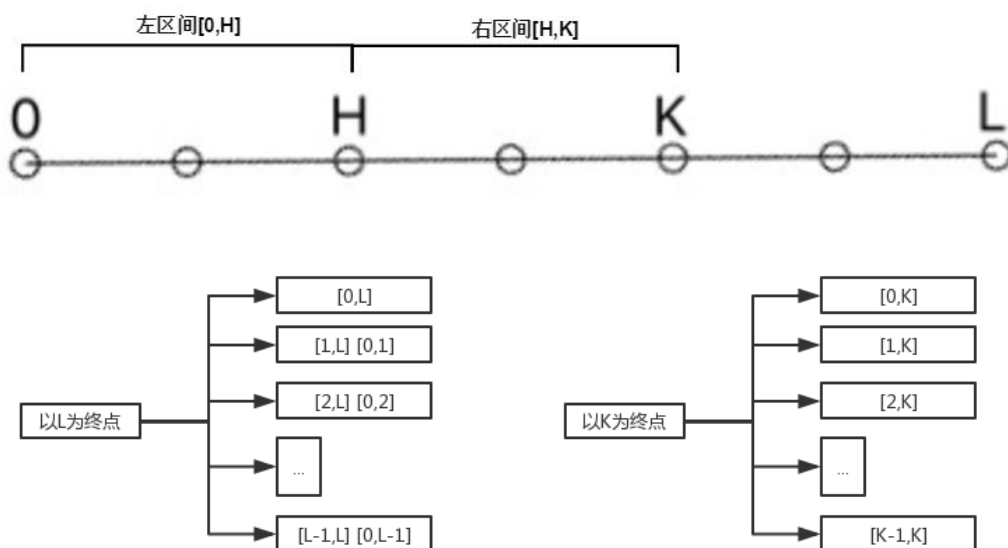 左区间[0,H]
右区间[H,K]
0
H
K
L
以L为终点
[0,L]
[1,L] [0,1]
[2,L] [0,2]
...
[L-1,L] [0,L-1]
以K为终点
[0,K]
[1,K]
[2,K]
...
[K-1,K]